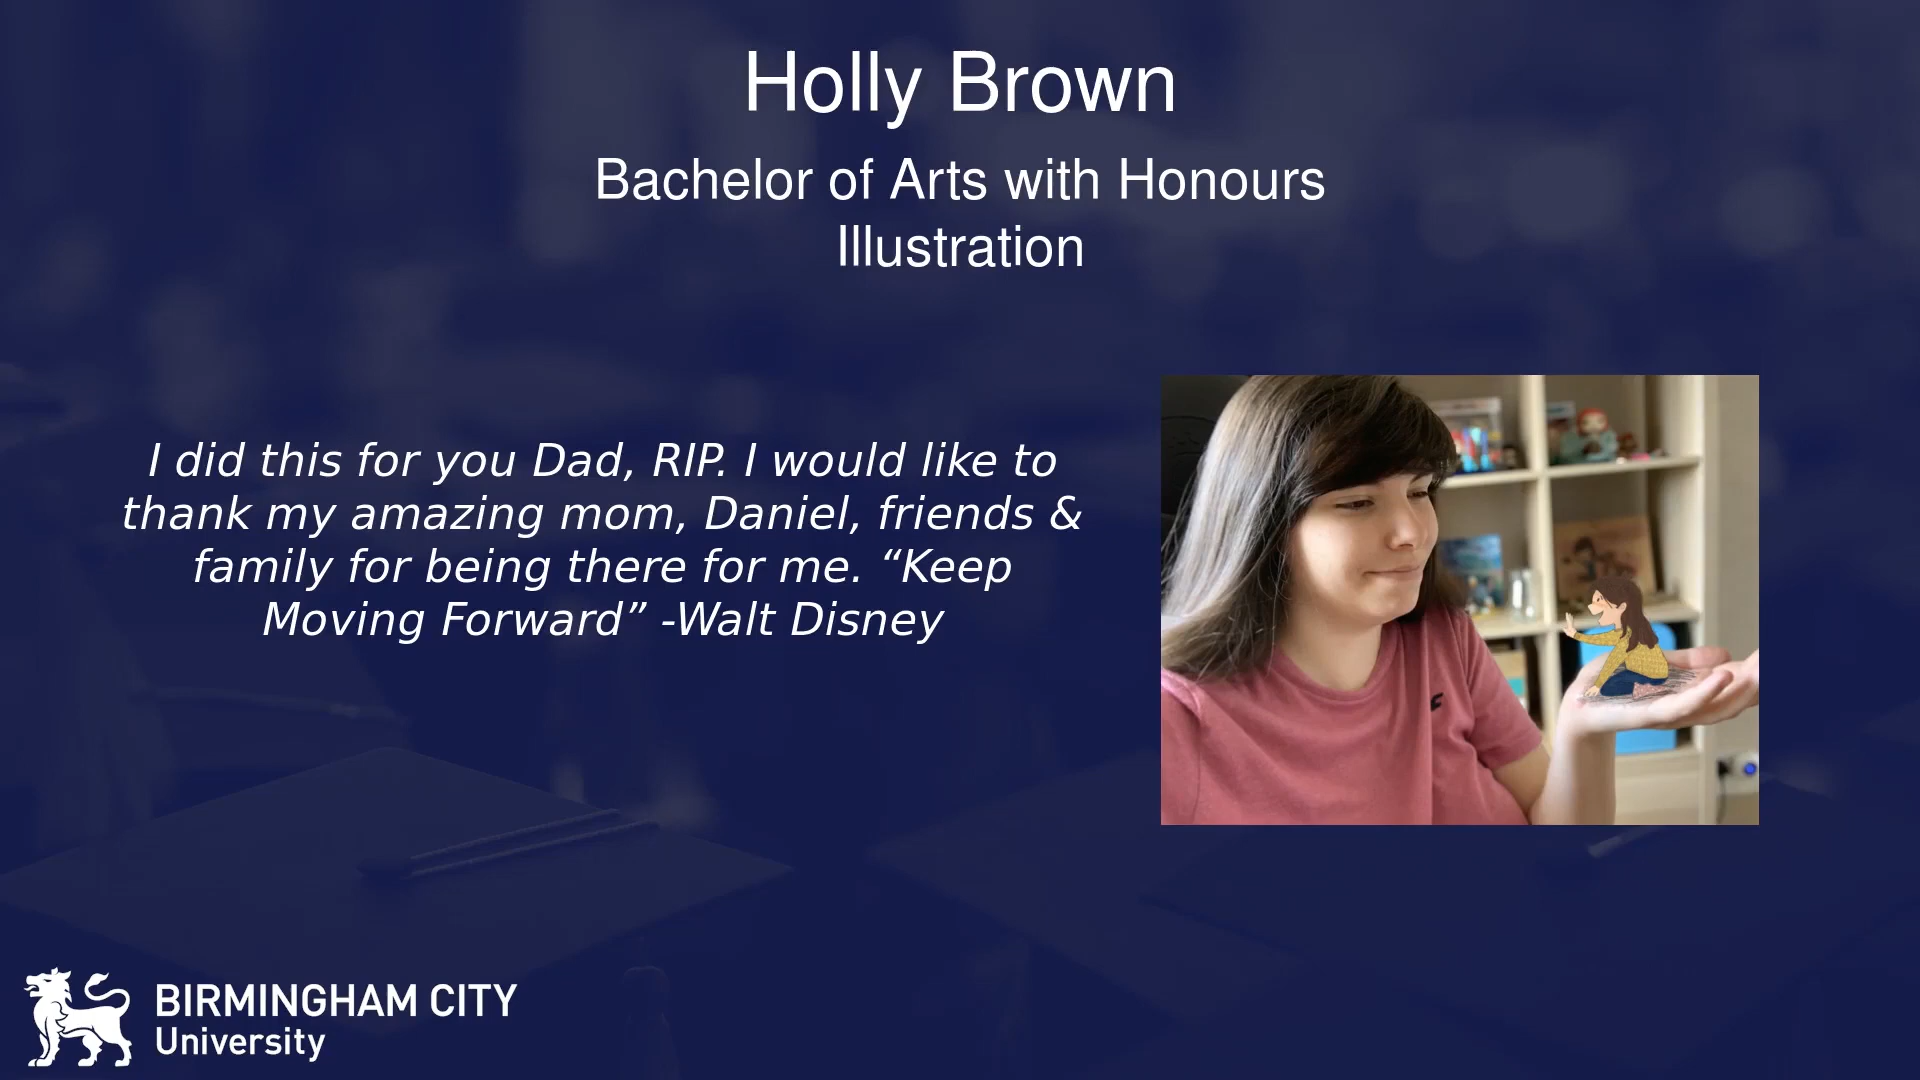 Holly Brown
Bachelor of Arts with Honours
Illustration
I did this for you Dad, RIP. I would like to
thank my amazing mom, Daniel, friends &
family for being there for me. “Keep
Moving Forward” -Walt Disney
BIRMINGHAM CITY
University